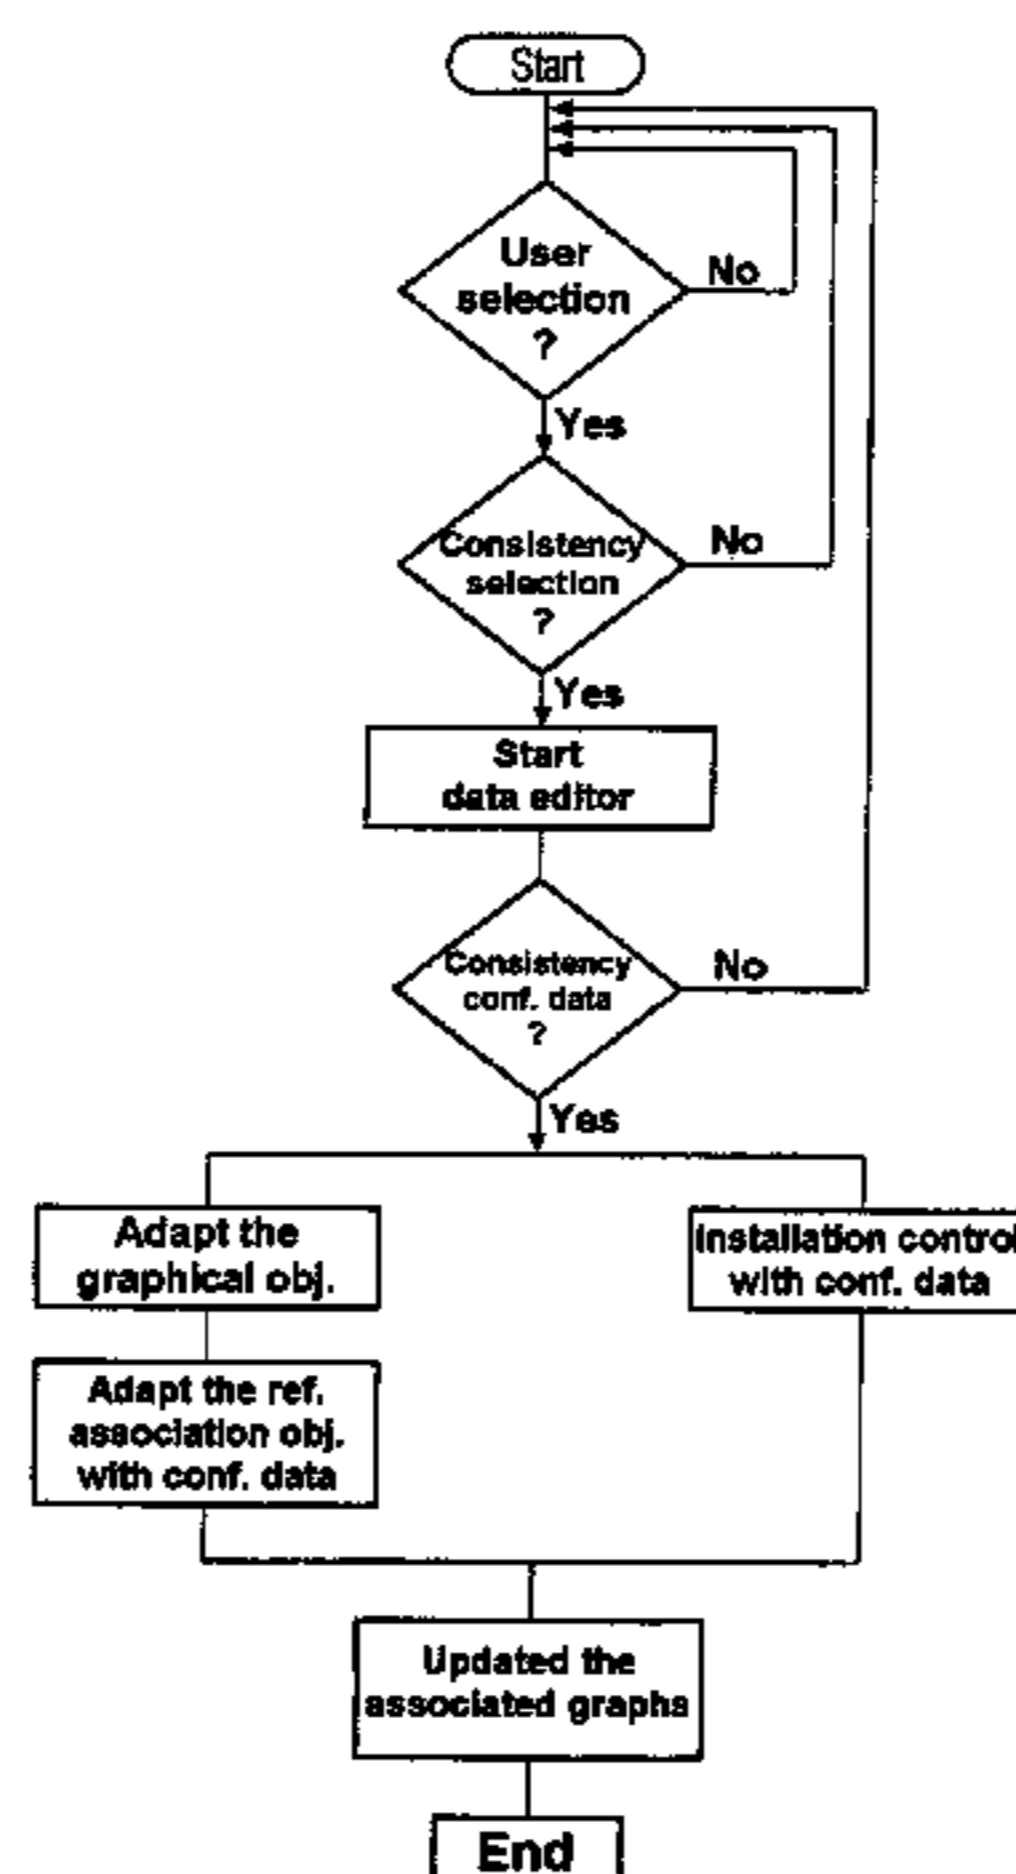 Start
User
selection
?
No
Yes
Consistency
selection
?
No
Yes
Start
data editor
Consistency
conf. data
?
No
Yes
Adapt the
graphical obj.
Installation control
with conf. data
Adapt the ref.
association obj.
with conf. data
Updated the
associated graphs
End